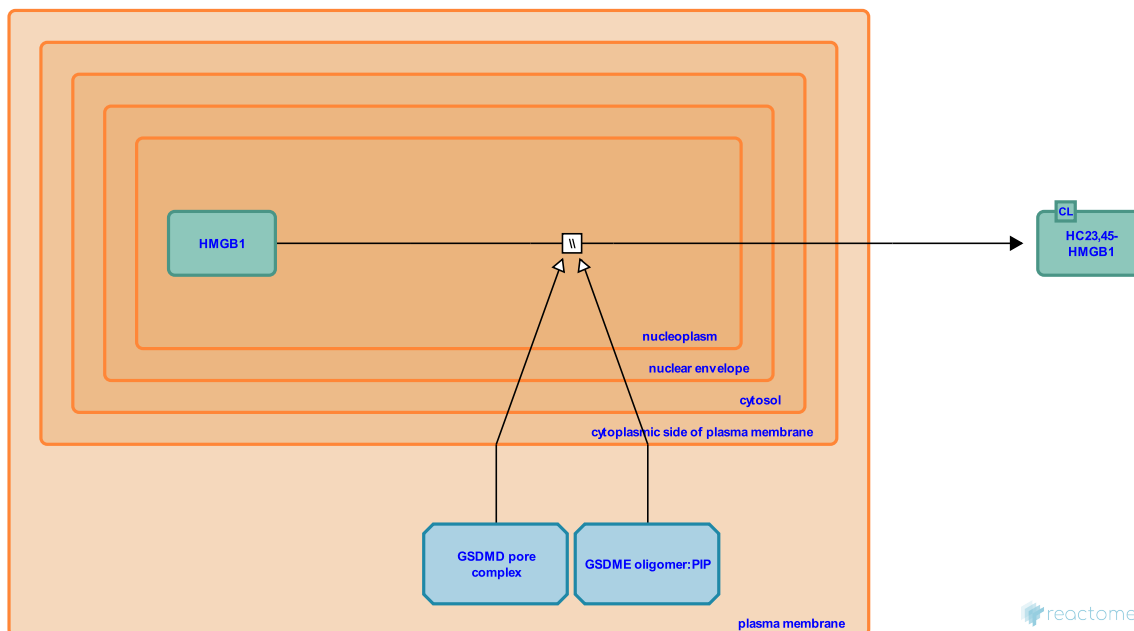 CL
HMGB1
\\
HC23,45-
HMGB1
nucleoplasm
nuclear envelope
cytosol
cytoplasmic side of plasma membrane
GSDMD pore
complex
GSDME oligomer:PIP
reactome
plasma membrane